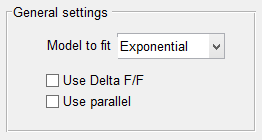 General settings
Model to fit Exponential
Use Delta F/F
Use parallel